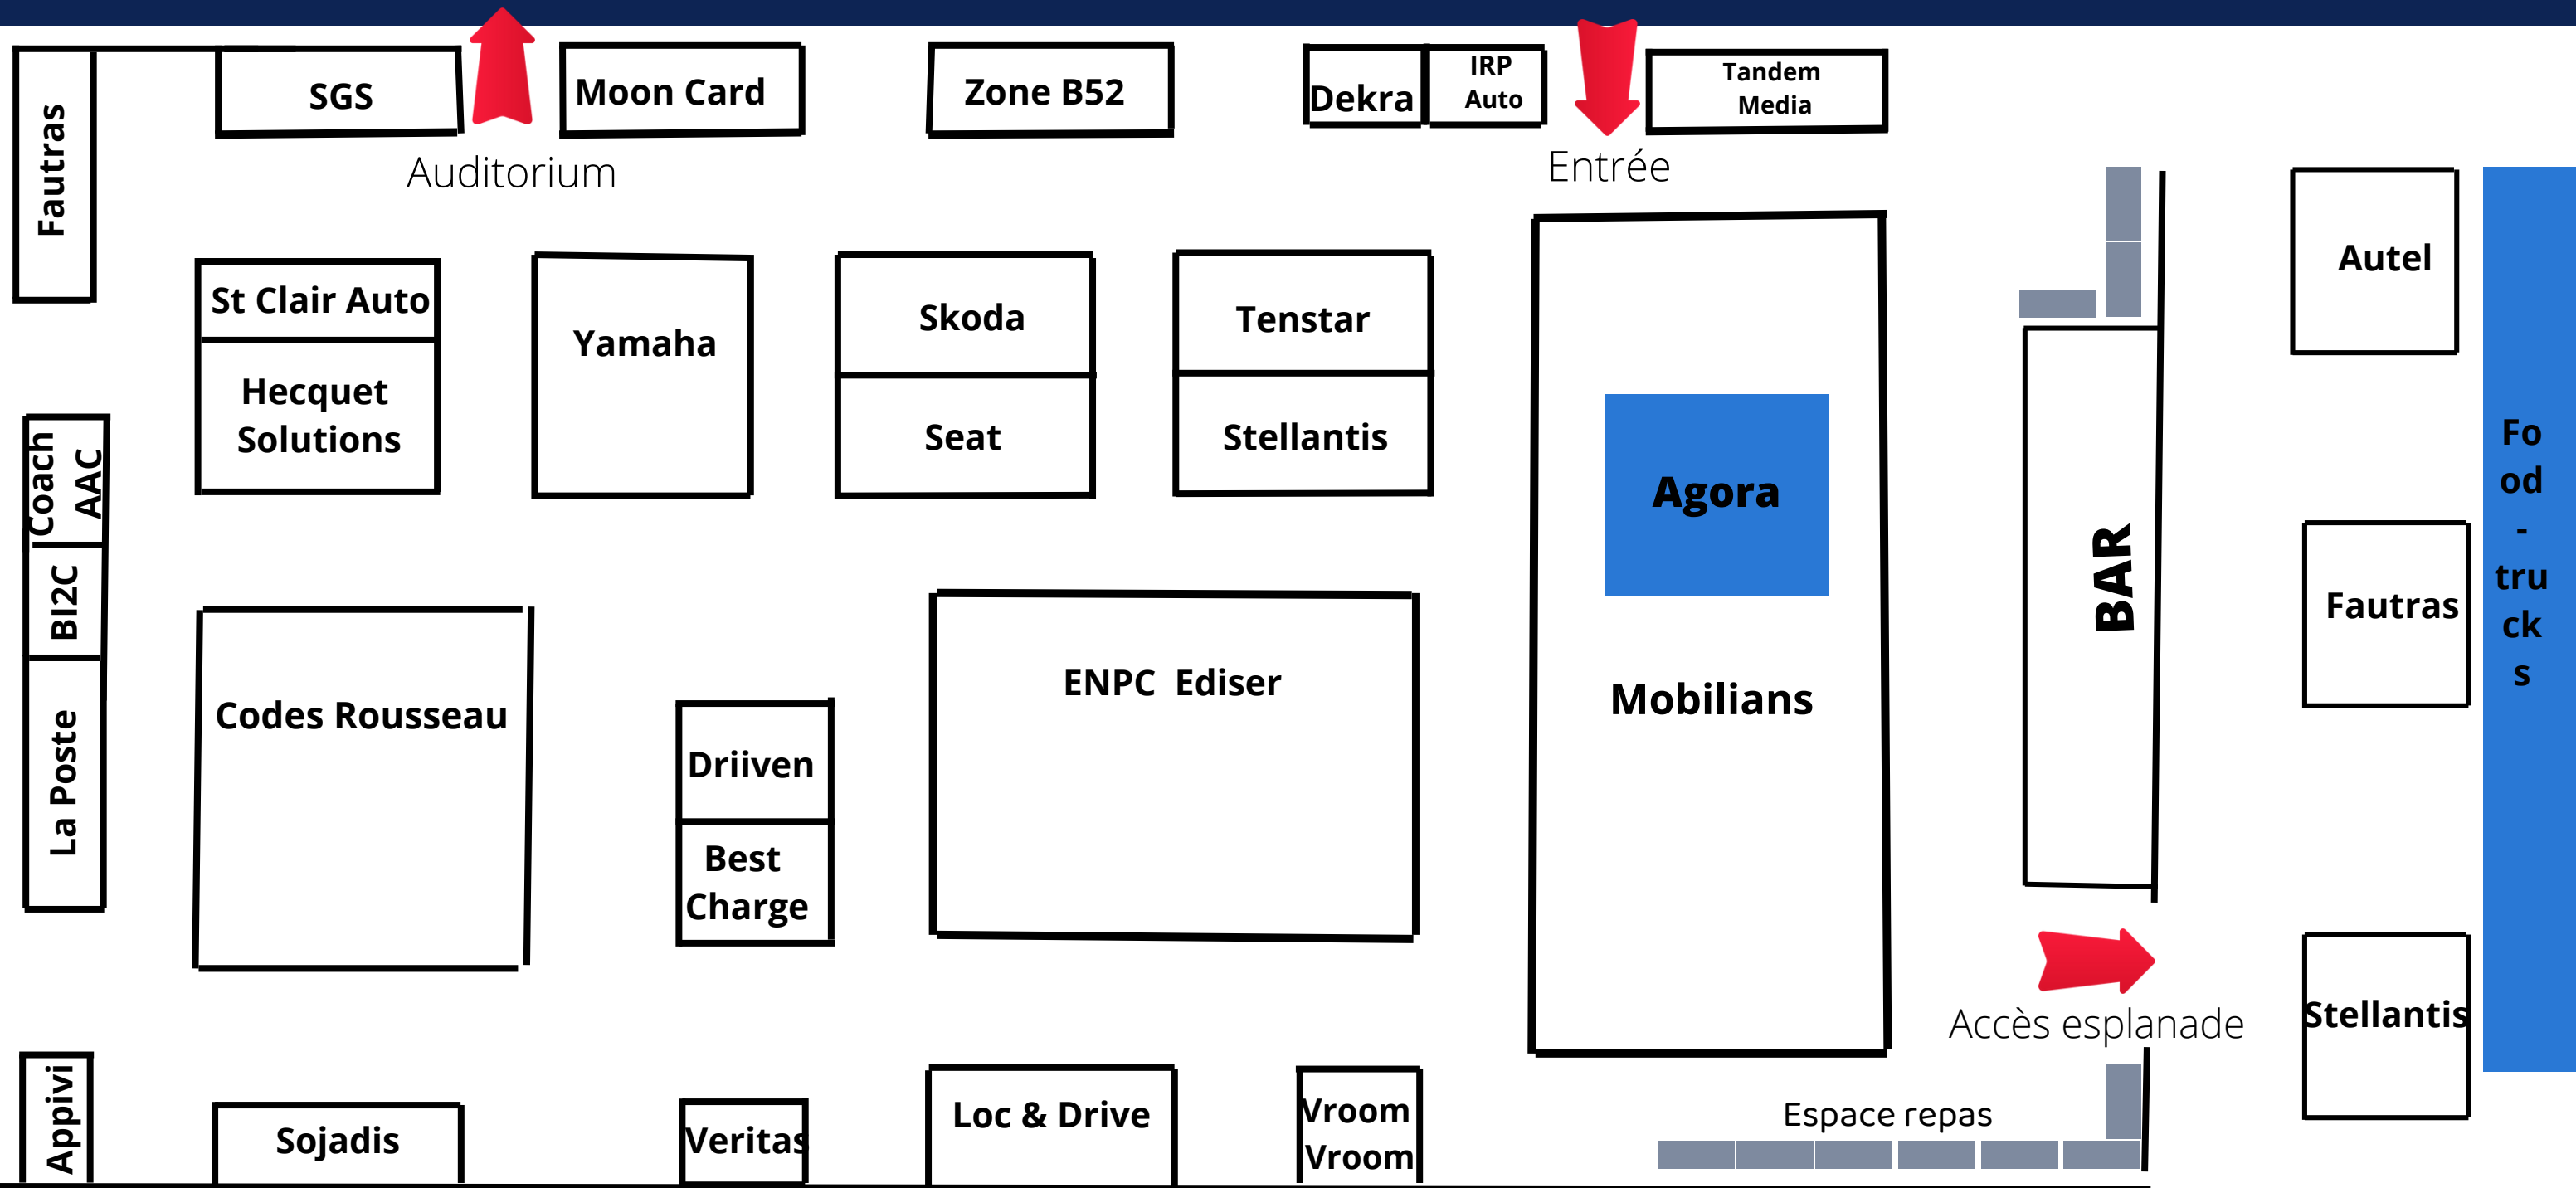 SGS
Moon Card
Zone B52
Dekra
IRP
Auto
Tandem
Media
Fautras
Auditorium
Entrée
St Clair Auto
Hecquet
Solutions
Yamaha
Skoda
Seat
Tenstar
Stellantis
Agora
Mobilians
BAR
Autel
Fautras
Stellantis
Fo
od
-
tru
ck
s
Coach
AAC
BI2C
La Poste
Codes Rousseau
Driiven
Best
Charge
ENPC Ediser
Accès esplanade
Appivi
Sojadis
Veritas
Loc & Drive
Vroom
Vroom
Espace repas